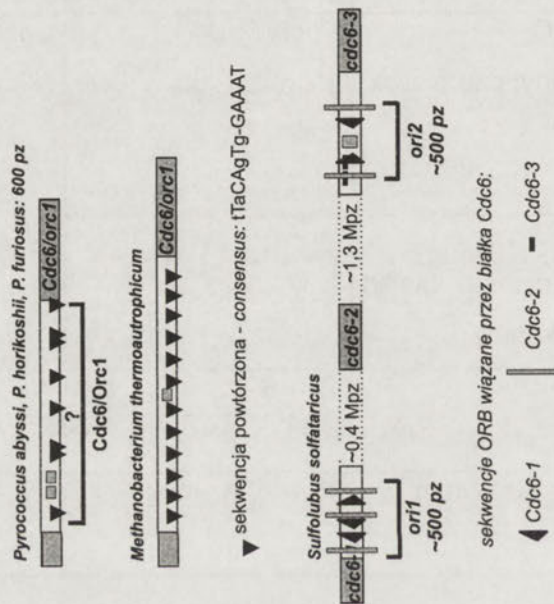 Pyrococcus abyssi, P. horikoshii, P. furiosus: 600 pz
Cdc6/orc1
?
Cdc6/Orc1
Methanobacterium thermoautrophicum
Cdc6/orc1
sekwencja powtórzona - consensus: tTaCAgTg-GAAAT
Sulfolubus solfataricus
cdc6-
~0,4 Mpz
cdc6-2
~1,3 Mpz
cdc6-3
ori1
~500 pz
ori2
~500 pz
sekwencje ORB wiązane przez białka Cdc6:
Cdc6-1
Cdc6-2
Cdc6-3